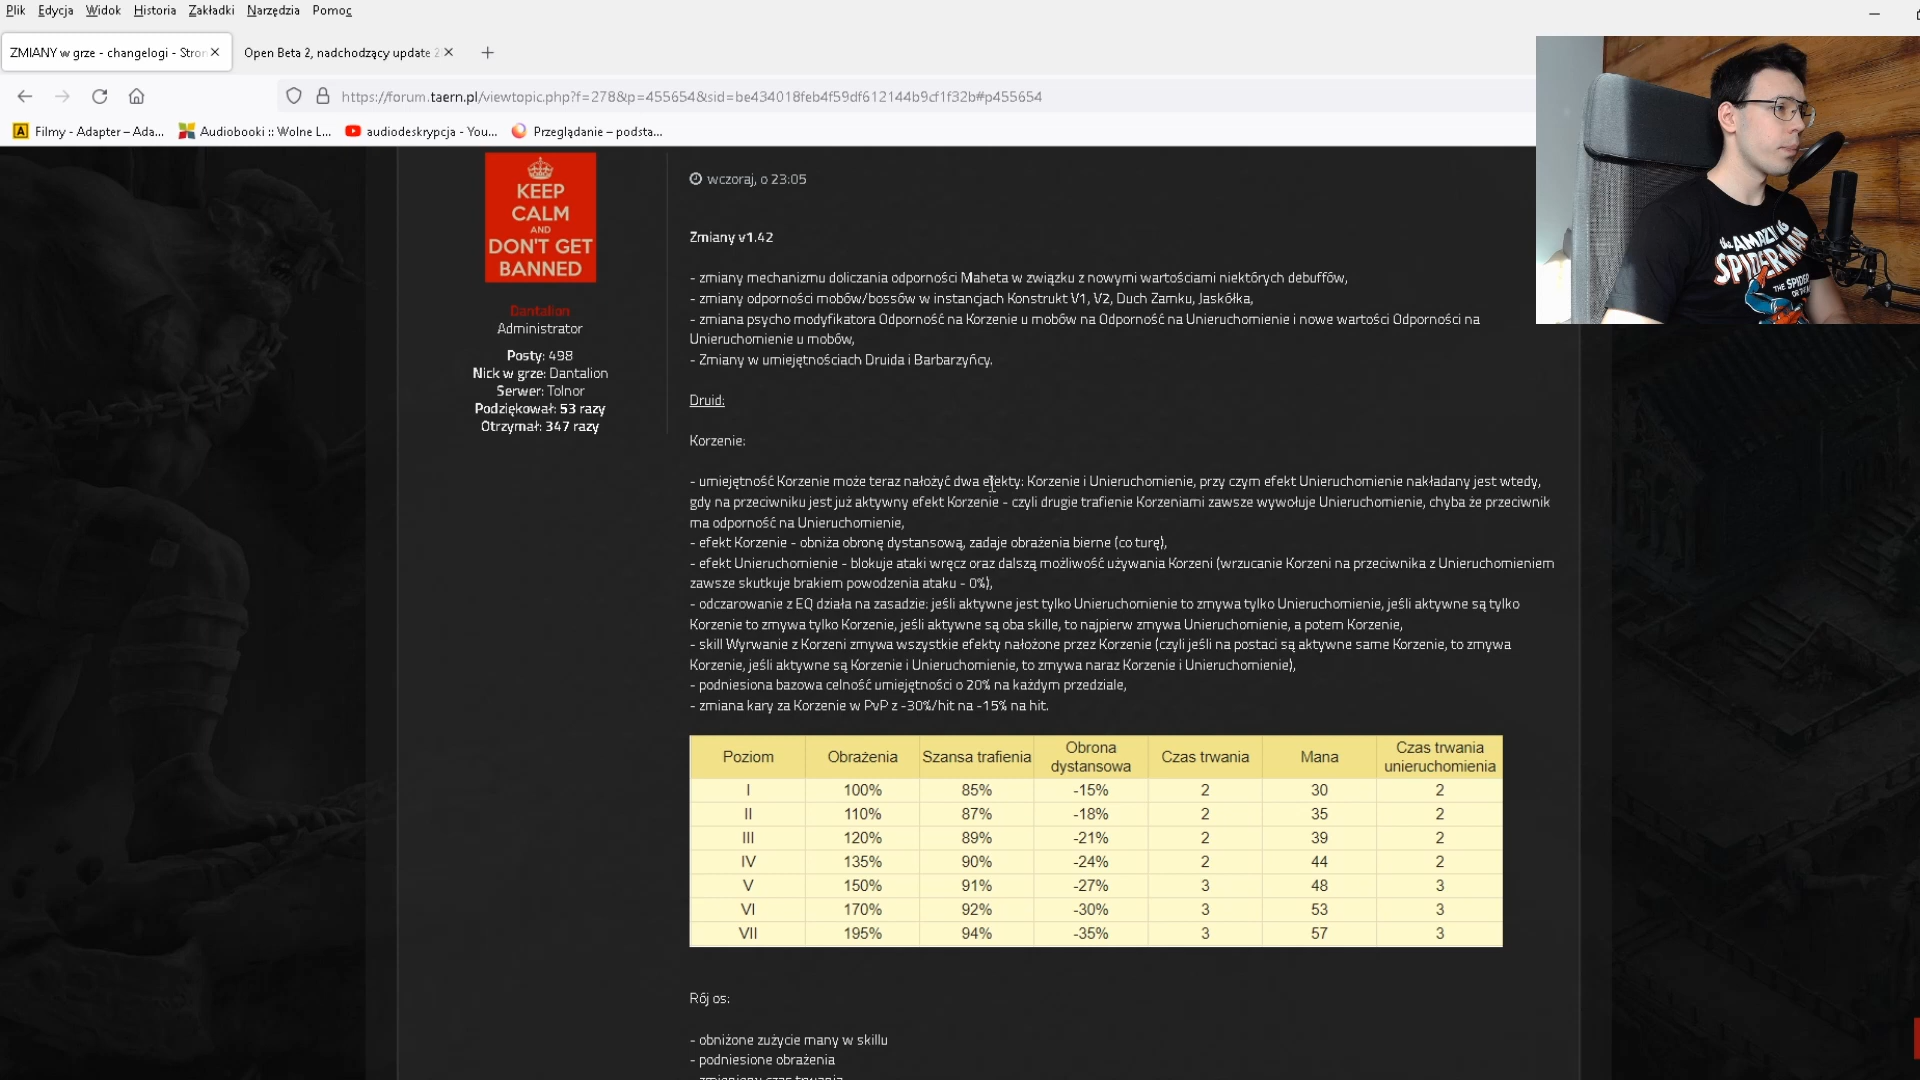 Plik Edycja Widok Historia Zakładki Narzędzia Pomoc
ZMIANY w grze - changelogi - Stron
Open Beta 2, nadchodzący update 2
https://forum.taern.pl/viewtopic.php?f=278&p=455654&sid=be434018feb4f59df612144b9cf1f32b#p455654
Filmy - Adapter – Ada...
Audiobooki :: Wolne L...
audiodeskrypcja - You...
Przeglądanie – podsta...
KEEP
CALM
AND
DON'T GET
BANNED
Dantalion
Administrator
Posty: 498
Nick w grze: Dantalion
Serwer: Tolnor
Podziękował: 53 razy
Otrzymał: 347 razy
wczoraj, o 23:05
Zmiany v1.42
- zmiany mechanizmu doliczania odporności Maheta w związku z nowymi wartościami niektórych debuffów,
- zmiany odporności mobów/bossów w instancjach Konstrukt V1, V2, Duch Zamku, Jaskółka,
- zmiana psycho modyfikatora Odporność na Korzenie u mobów na Odporność na Unieruchomienie i nowe wartości Odporności na
Unieruchomienie u mobów,
- Zmiany w umiejętnościach Druida i Barbarzyńcy.
Druid:
Korzenie:
- umiejętność Korzenie może teraz nałożyć dwa efekty: Korzenie i Unieruchomienie, przy czym efekt Unieruchomienie nakładany jest wtedy,
gdy na przeciwniku jest już aktywny efekt Korzenie - czyli drugie trafienie Korzeniami zawsze wywołuje Unieruchomienie, chyba że przeciwnik
ma odporność na Unieruchomienie,
- efekt Korzenie - obniża obronę dystansową, zadaje obrażenia bierne (co turę),
- efekt Unieruchomienie - blokuje ataki wręcz oraz dalszą możliwość używania Korzeni (wrzucanie Korzeni na przeciwnika z Unieruchomieniem
zawsze skutkuje brakiem powodzenia ataku - 0%),
- odczarowanie z EQ działa na zasadzie: jeśli aktywne jest tylko Unieruchomienie to zmywa tylko Unieruchomienie, jeśli aktywne są tylko
Korzenie to zmywa tylko Korzenie, jeśli aktywne są oba skille, to najpierw zmywa Unieruchomienie, a potem Korzenie,
- skill Wyrwanie z Korzeni zmywa wszystkie efekty nałożone przez Korzenie (czyli jeśli na postaci są aktywne same Korzenie, to zmywa
Korzenie, jeśli aktywne są Korzenie i Unieruchomienie, to zmywa naraz Korzenie i Unieruchomienie),
- podniesiona bazowa celność umiejętności o 20% na każdym przedziale,
- zmiana kary za Korzenie w PvP z -30%/hit na -15% na hit.
Poziom Obrażenia Szansa trafienia Obrona dystansowa Czas trwania Mana Czas trwania unieruchomienia
I 100% 85% -15% 2 30 2
II 110% 87% -18% 2 35 2
III 120% 89% -21% 2 39 2
IV 135% 90% -24% 2 44 2
V 150% 91% -27% 3 48 3
VI 170% 92% -30% 3 53 3
VII 195% 94% -35% 3 57 3
Rój os:
- obniżone zużycie many w skillu
- podniesione obrażenia
- zmieniony czas trwania
the AMAZING
SPIDER-MAN